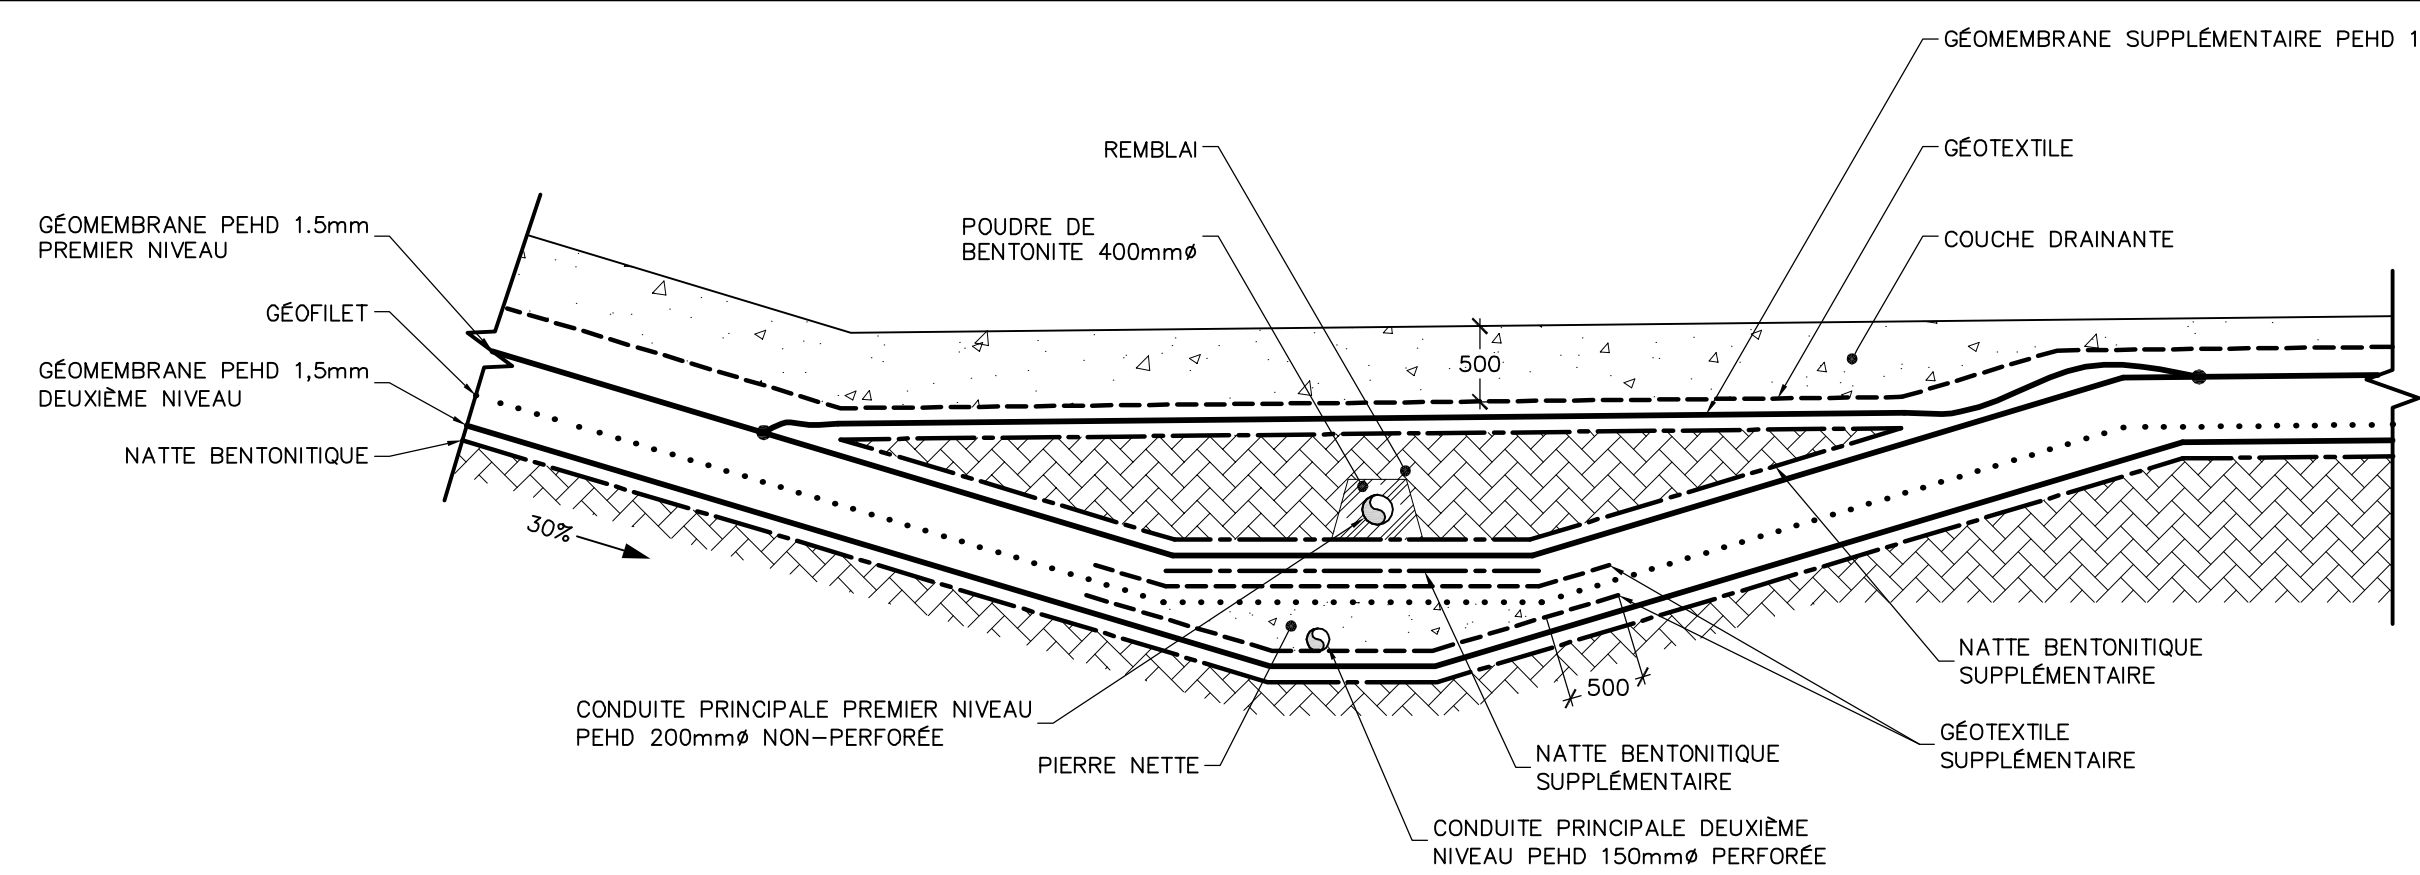 GÉOMEMBRANE SUPPLÉMENTAIRE PEHD 1
REMBLAI
GÉOTEXTILE
GÉOMEMBRANE PEHD 1.5mm
PREMIER NIVEAU
POUDRE DE
BENTONITE 400mmø
COUCHE DRAINANTE
GÉOFILET
500
GÉOMEMBRANE PEHD 1,5mm
DEUXIÈME NIVEAU
NATTE BENTONITIQUE
30%
NATTE BENTONITIQUE
SUPPLÉMENTAIRE
500
CONDUITE PRINCIPALE PREMIER NIVEAU
PEHD 200mmø NON-PERFORÉE
GÉOTEXTILE
SUPPLÉMENTAIRE
PIERRE NETTE
NATTE BENTONITIQUE
SUPPLÉMENTAIRE
CONDUITE PRINCIPALE DEUXIÈME
NIVEAU PEHD 150mmø PERFORÉE